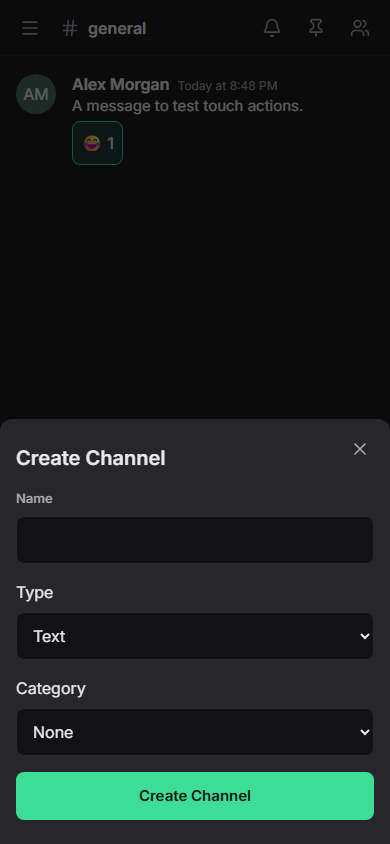 # general
AM
Alex Morgan Today at 8:48 PM
A message to test touch actions.
😂 1
Create Channel
Name
Type
Text
Category
None
Create Channel